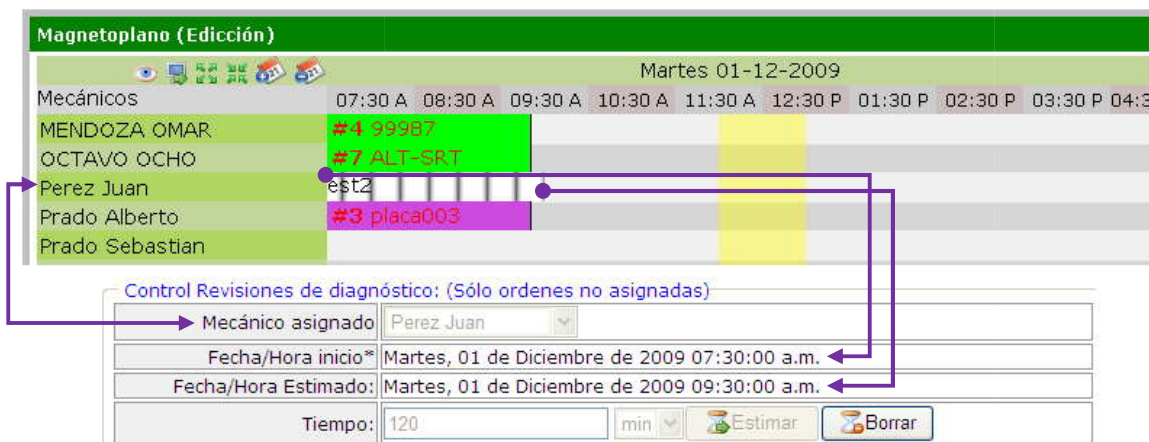 Magnetoplano (Edicción)
Martes 01-12-2009
Mecánicos 07:30 A 08:30 A 09:30 A 10:30 A 11:30 A 12:30 P 01:30 P 02:30 P 03:30 P 04:3
MENDOZA OMAR #4 99987
OCTAVO OCHO #7 ALT-SRT
Perez Juan est2
Prado Alberto #3 placa003
Prado Sebastian
Control Revisiones de diagnóstico: (Sólo ordenes no asignadas)
Mecánico asignado Perez Juan
Fecha/Hora inicio* Martes, 01 de Diciembre de 2009 07:30:00 a.m.
Fecha/Hora Estimado: Martes, 01 de Diciembre de 2009 09:30:00 a.m.
Tiempo: 120 min Estimar Borrar